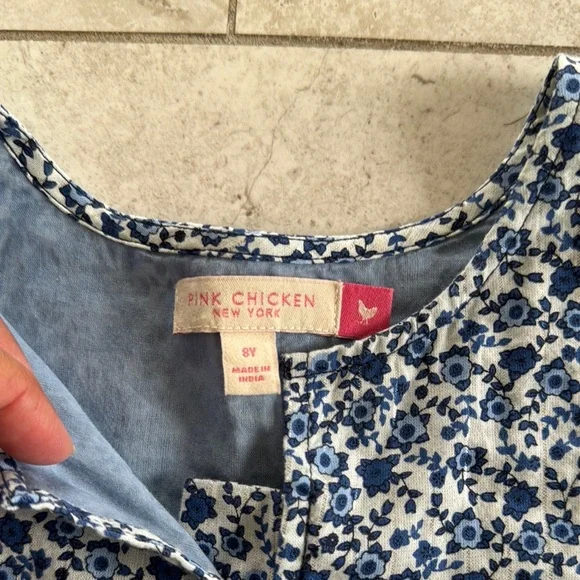 PINK CHICKEN
NEW YORK
8Y
MADE IN
INDIA